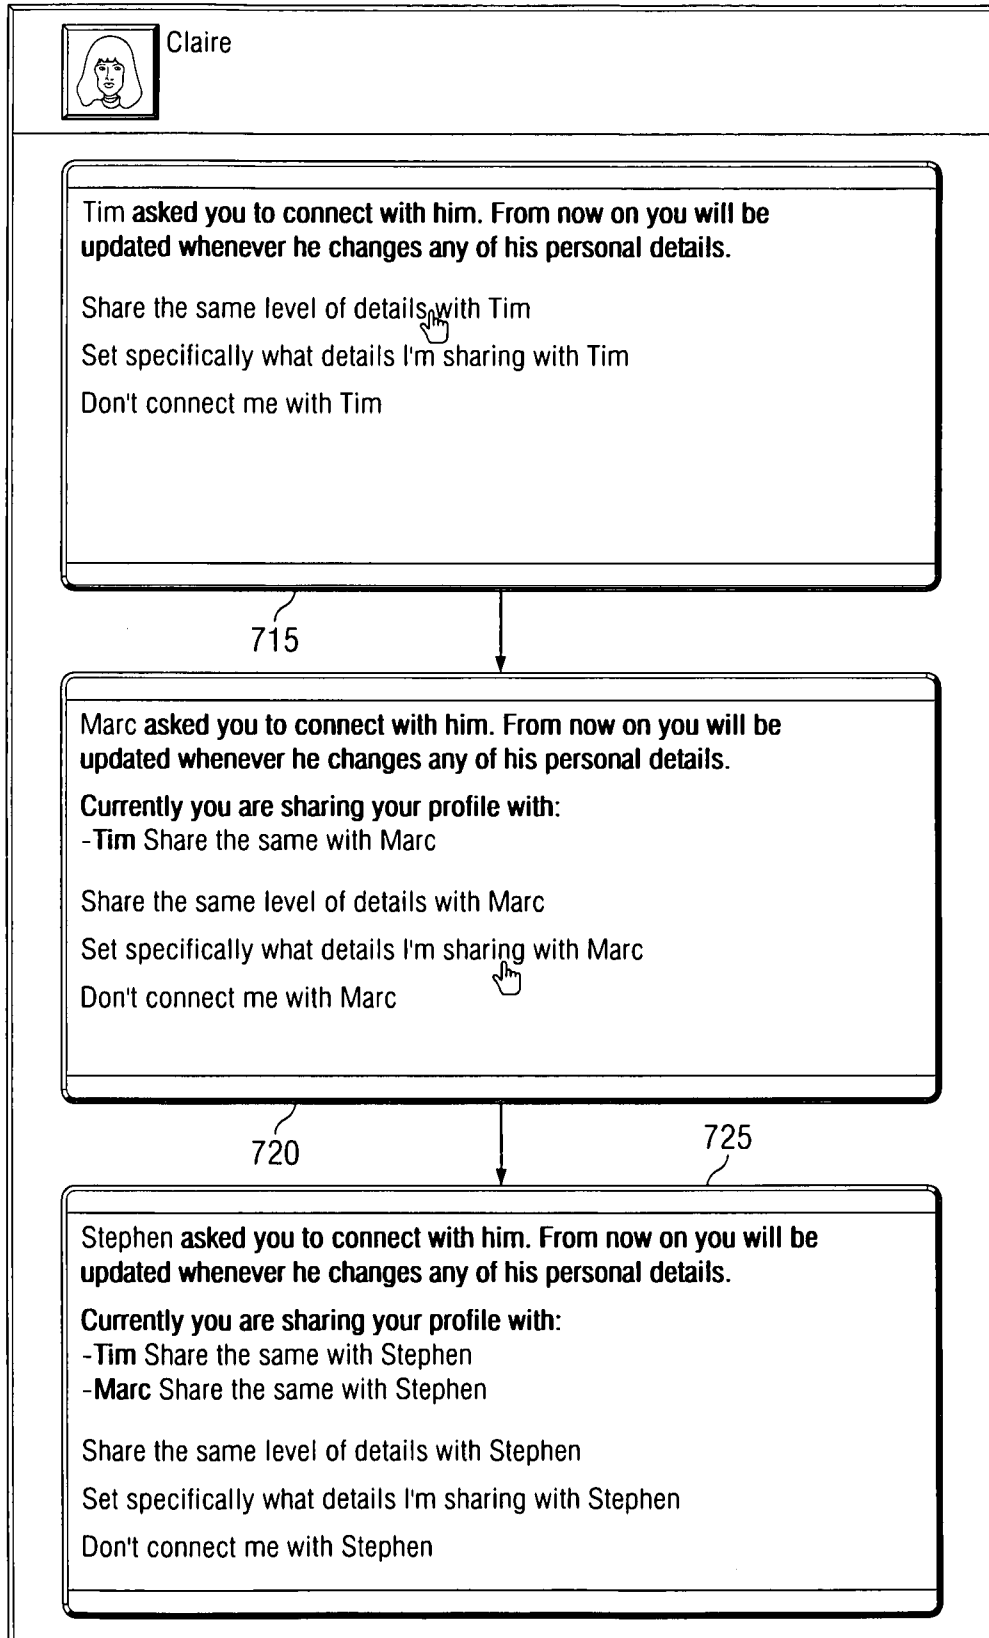 Claire
Tim asked you to connect with him. From now on you will be
updated whenever he changes any of his personal details.
Share the same level of details with Tim
Set specifically what details I'm sharing with Tim
Don't connect me with Tim
715
Marc asked you to connect with him. From now on you will be
updated whenever he changes any of his personal details.
Currently you are sharing your profile with:
-Tim Share the same with Marc
Share the same level of details with Marc
Set specifically what details I'm sharing with Marc
Don't connect me with Marc
720
725
Stephen asked you to connect with him. From now on you will be
updated whenever he changes any of his personal details.
Currently you are sharing your profile with:
-Tim Share the same with Stephen
-Marc Share the same with Stephen
Share the same level of details with Stephen
Set specifically what details I'm sharing with Stephen
Don't connect me with Stephen